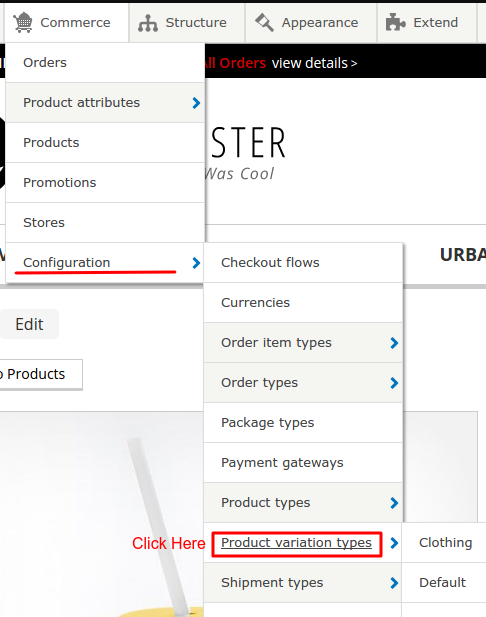 Commerce
Structure
Appearance
Extend
Orders
All Orders view details >
Product attributes
Products
STER
Promotions
Was Cool
Stores
Configuration
URBA
Checkout flows
Currencies
Edit
Order item types
Products
Order types
Package types
Payment gateways
Product types
Click Here
Product variation types
Clothing
Shipment types
Default